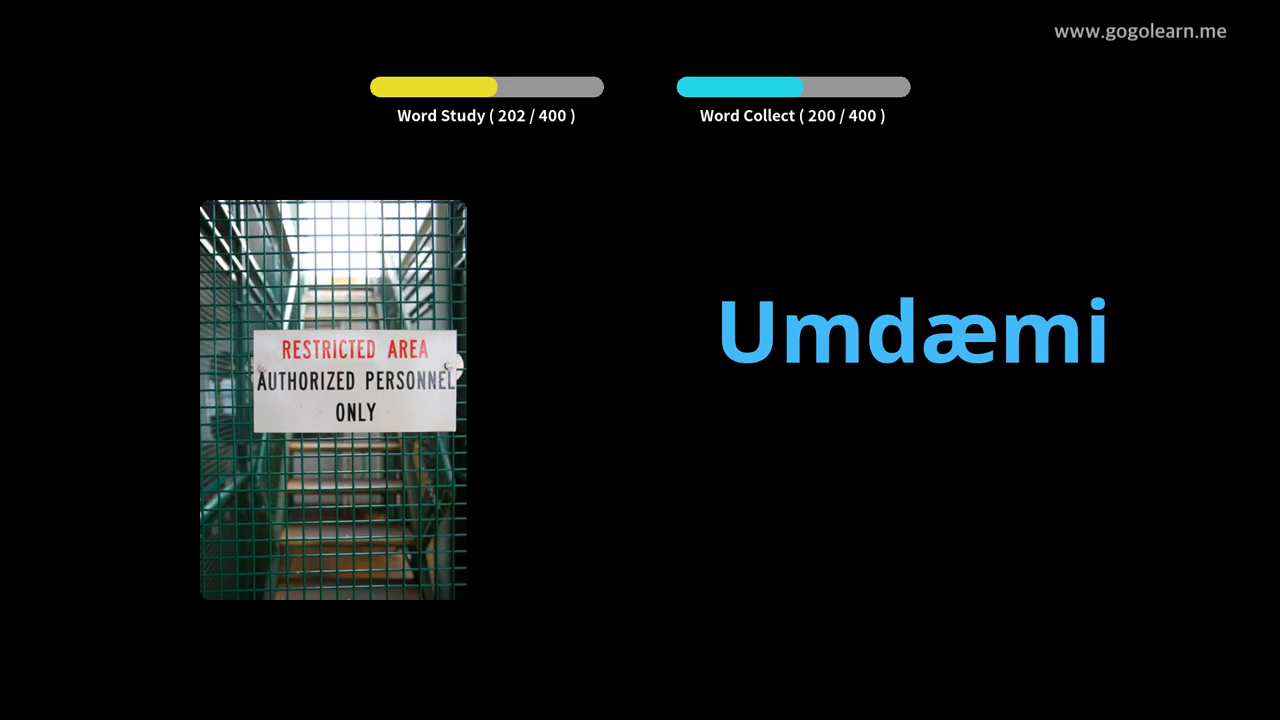 www.gogolearn.me
Word Study ( 202 / 400 )
Word Collect ( 200 / 400 )
RESTRICTED AREA
AUTHORIZED PERSONNEL
ONLY
Umdæmi